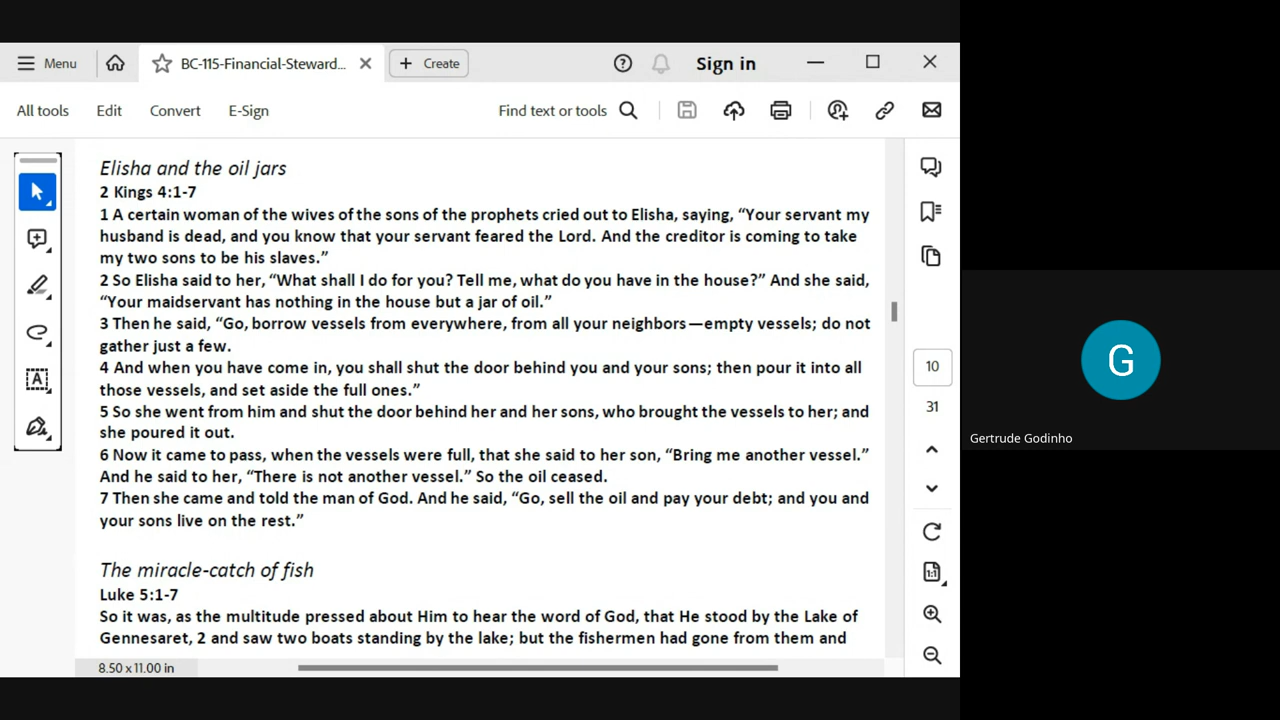 Menu
BC-115-Financial-Steward...
Create
Sign in
All tools
Edit
Convert
E-Sign
Find text or tools
Elisha and the oil jars
2 Kings 4:1-7
1 A certain woman of the wives of the sons of the prophets cried out to Elisha, saying, “Your servant my
husband is dead, and you know that your servant feared the Lord. And the creditor is coming to take
my two sons to be his slaves.”
2 So Elisha said to her, “What shall I do for you? Tell me, what do you have in the house?” And she said,
“Your maidservant has nothing in the house but a jar of oil.”
3 Then he said, “Go, borrow vessels from everywhere, from all your neighbors—empty vessels; do not
gather just a few.
4 And when you have come in, you shall shut the door behind you and your sons; then pour it into all
those vessels, and set aside the full ones.”
5 So she went from him and shut the door behind her and her sons, who brought the vessels to her; and
she poured it out.
6 Now it came to pass, when the vessels were full, that she said to her son, “Bring me another vessel.”
And he said to her, “There is not another vessel.” So the oil ceased.
7 Then she came and told the man of God. And he said, “Go, sell the oil and pay your debt; and you and
your sons live on the rest.”
The miracle-catch of fish
Luke 5:1-7
So it was, as the multitude pressed about Him to hear the word of God, that He stood by the Lake of
Gennesaret, 2 and saw two boats standing by the lake; but the fishermen had gone from them and
8.50 x 11.00 in
10
31
1:1
G
Gertrude Godinho